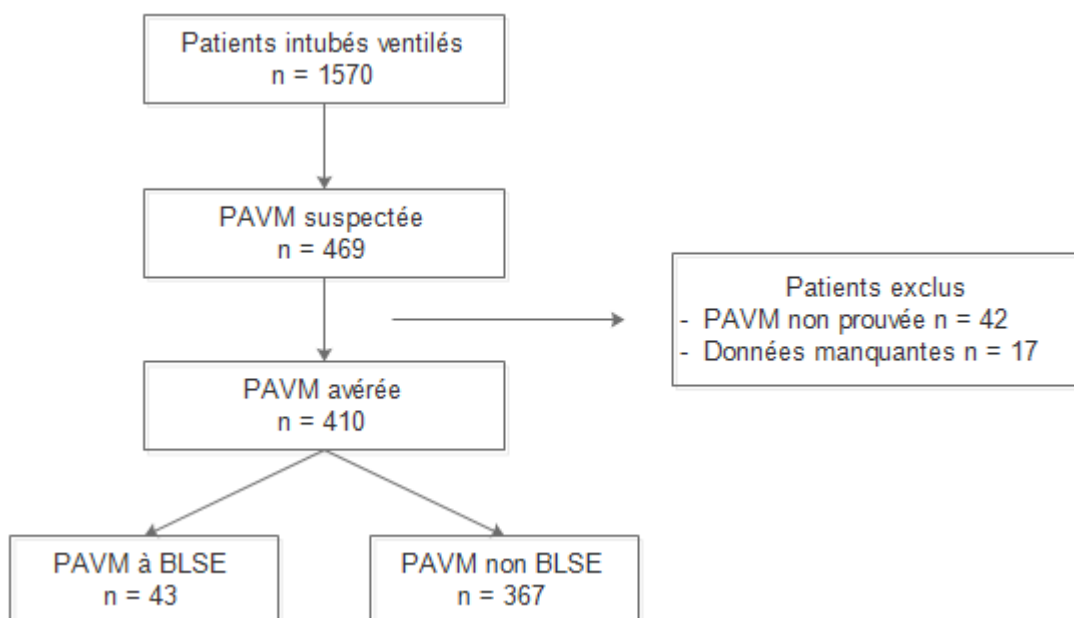 Patients intubés ventilés
n = 1570
PAVM suspectée
n = 469
Patients exclus
- PAVM non prouvée n = 42
- Données manquantes n = 17
PAVM avérée
n = 410
PAVM à BLSE
n = 43
PAVM non BLSE
n = 367